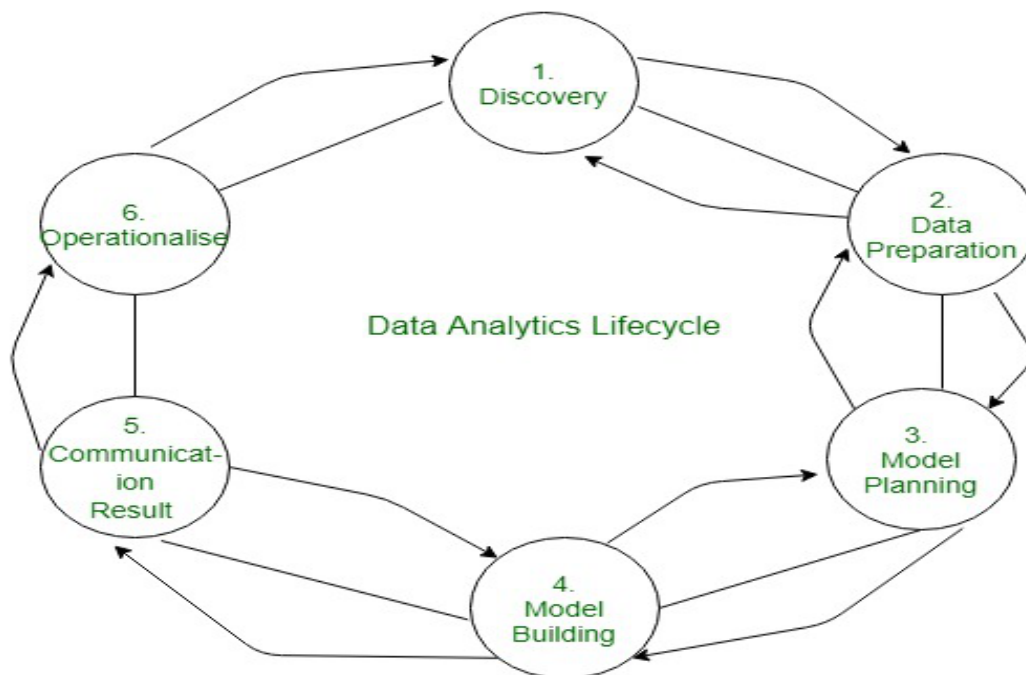 1.
Discovery
2.
Data
Preparation
3.
Model
Planning
4.
Model
Building
5.
Communicat-
ion
Result
6.
Operationalise
Data Analytics Lifecycle